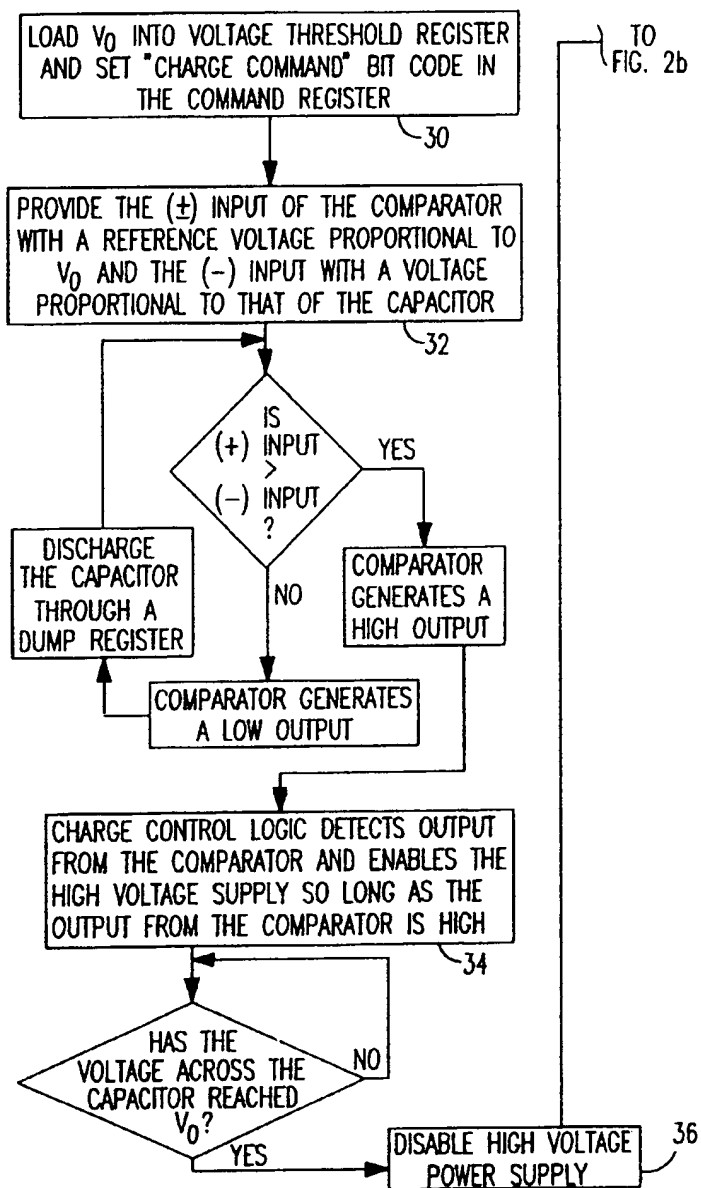 LOAD V0 INTO VOLTAGE THRESHOLD REGISTER
AND SET "CHARGE COMMAND" BIT CODE IN
THE COMMAND REGISTER
30
TO
FIG. 2b
PROVIDE THE (±) INPUT OF THE COMPARATOR
WITH A REFERENCE VOLTAGE PROPORTIONAL TO
V0 AND THE (−) INPUT WITH A VOLTAGE
PROPORTIONAL TO THAT OF THE CAPACITOR
32
IS
(+) INPUT
>
(−) INPUT
?
YES
NO
DISCHARGE
THE CAPACITOR
THROUGH A
DUMP REGISTER
COMPARATOR
GENERATES A
HIGH OUTPUT
COMPARATOR GENERATES
A LOW OUTPUT
CHARGE CONTROL LOGIC DETECTS OUTPUT
FROM THE COMPARATOR AND ENABLES THE
HIGH VOLTAGE SUPPLY SO LONG AS THE
OUTPUT FROM THE COMPARATOR IS HIGH
34
HAS THE
VOLTAGE ACROSS THE
CAPACITOR REACHED
V0?
NO
YES
DISABLE HIGH VOLTAGE
POWER SUPPLY
36